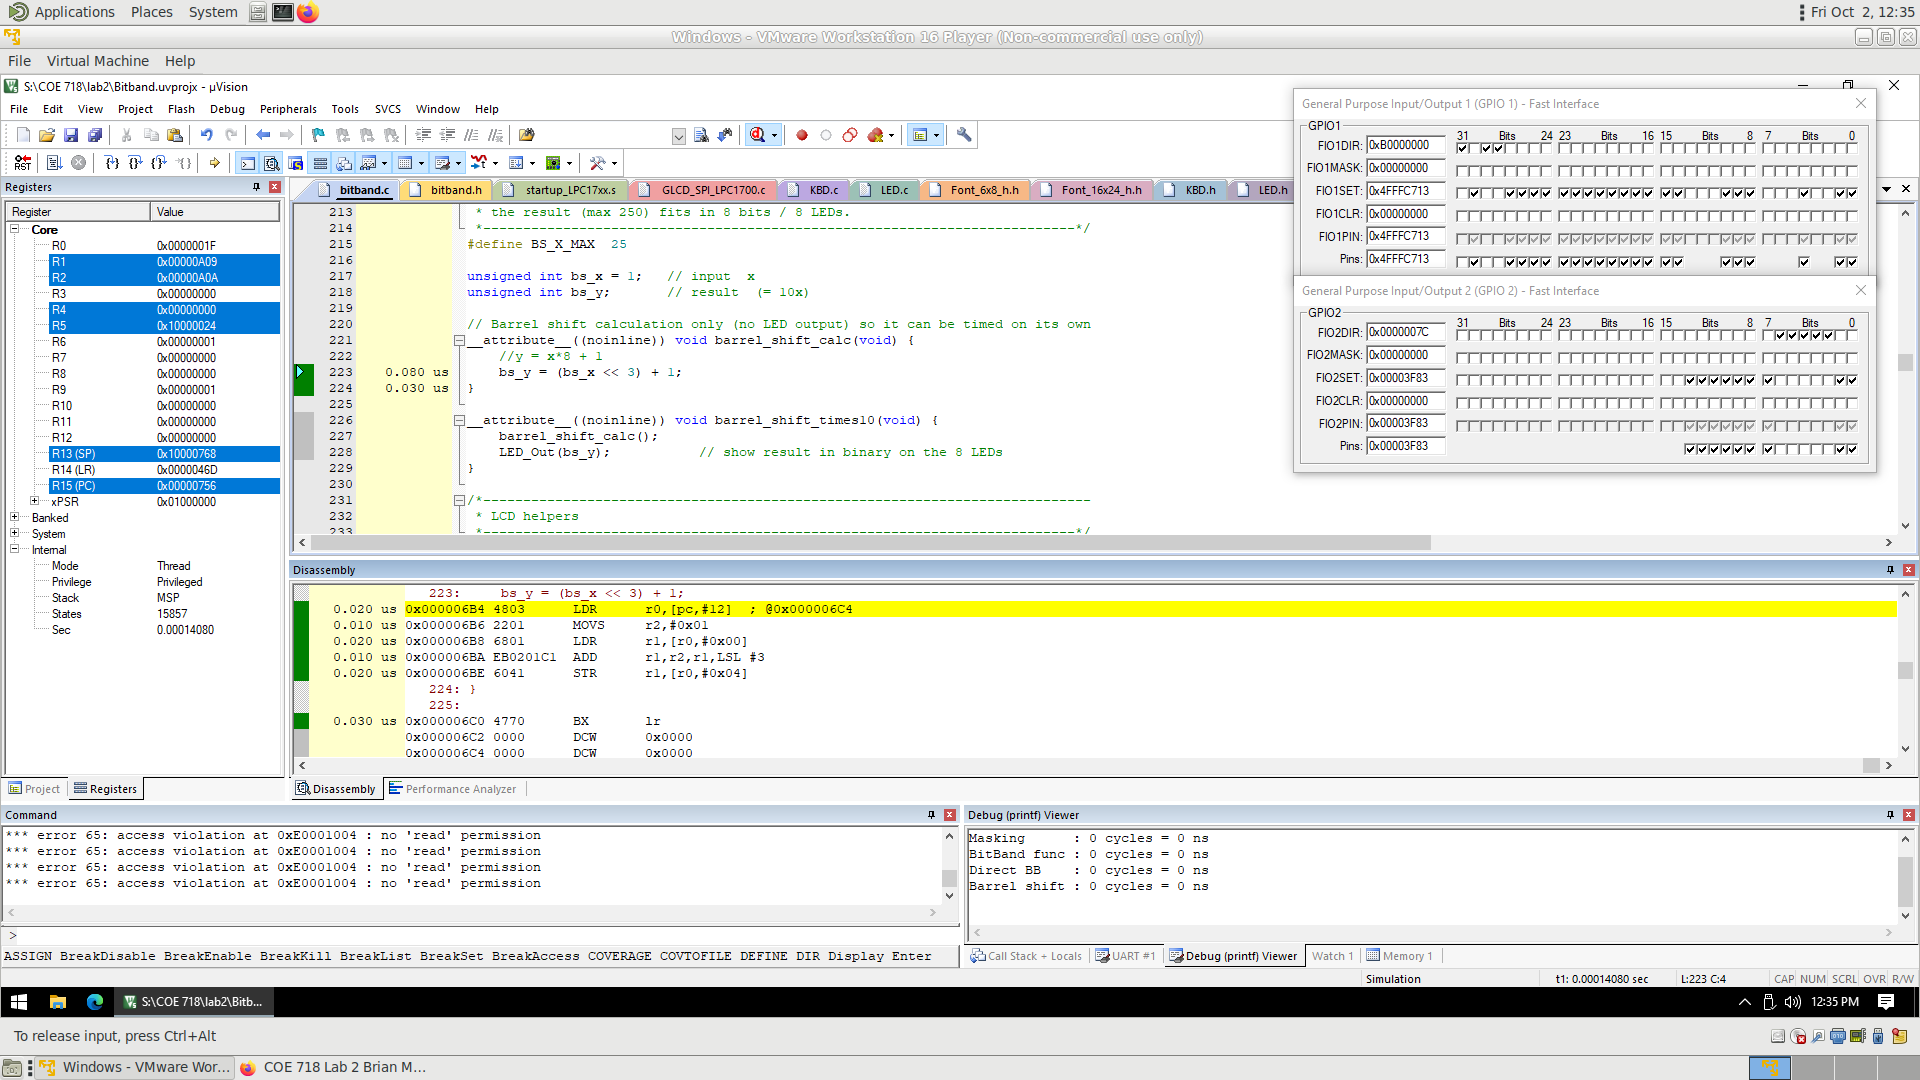 Applications Places System
Fri Oct 2, 12:35
Windows - VMware Workstation 16 Player (Non-commercial use only)
File Virtual Machine Help
S:\COE 718\lab2\Bitband.uvprojx - µVision
File Edit View Project Flash Debug Peripherals Tools SVCS Window Help
Registers
Register Value
Core
R0 0x0000001F
R1 0x00000A09
R2 0x00000A0A
R3 0x00000000
R4 0x00000000
R5 0x10000024
R6 0x00000001
R7 0x00000000
R8 0x00000000
R9 0x00000001
R10 0x00000000
R11 0x00000000
R12 0x00000000
R13 (SP) 0x10000768
R14 (LR) 0x0000046D
R15 (PC) 0x00000756
xPSR 0x01000000
Banked
System
Internal
Mode Thread
Privilege Privileged
Stack MSP
States 15857
Sec 0.00014080
Project Registers
bitband.c bitband.h startup_LPC17xx.s GLCD_SPI_LPC1700.c KBD.c LED.c Font_6x8_h.h Font_16x24_h.h KBD.h LED.h
213 * the result (max 250) fits in 8 bits / 8 LEDs.
214 *--------------------------------------------------------------------------*/
215 #define BS_X_MAX 25
216
217 unsigned int bs_x = 1; // input x
218 unsigned int bs_y; // result (= 10x)
219
220 // Barrel shift calculation only (no LED output) so it can be timed on its own
221 __attribute__((noinline)) void barrel_shift_calc(void) {
222 //y = x*8 + 1
223 0.080 us bs_y = (bs_x << 3) + 1;
224 0.030 us }
225
226 __attribute__((noinline)) void barrel_shift_times10(void) {
227 barrel_shift_calc();
228 LED_Out(bs_y); // show result in binary on the 8 LEDs
229 }
230
231 /*----------------------------------------------------------------------------
232 * LCD helpers
233 *--------------------------------------------------------------------------*/
General Purpose Input/Output 1 (GPIO 1) - Fast Interface
GPIO1
31 Bits 24 23 Bits 16 15 Bits 8 7 Bits 0
FIO1DIR: 0xB0000000
FIO1MASK: 0x00000000
FIO1SET: 0x4FFFC713
FIO1CLR: 0x00000000
FIO1PIN: 0x4FFFC713
Pins: 0x4FFFC713
General Purpose Input/Output 2 (GPIO 2) - Fast Interface
GPIO2
31 Bits 24 23 Bits 16 15 Bits 8 7 Bits 0
FIO2DIR: 0x0000007C
FIO2MASK: 0x00000000
FIO2SET: 0x00003F83
FIO2CLR: 0x00000000
FIO2PIN: 0x00003F83
Pins: 0x00003F83
Disassembly
223: bs_y = (bs_x << 3) + 1;
0.020 us 0x000006B4 4803 LDR r0,[pc,#12] ; @0x000006C4
0.010 us 0x000006B6 2201 MOVS r2,#0x01
0.020 us 0x000006B8 6801 LDR r1,[r0,#0x00]
0.010 us 0x000006BA EB0201C1 ADD r1,r2,r1,LSL #3
0.020 us 0x000006BE 6041 STR r1,[r0,#0x04]
224: }
225:
0.030 us 0x000006C0 4770 BX lr
0x000006C2 0000 DCW 0x0000
0x000006C4 0000 DCW 0x0000
Disassembly Performance Analyzer
Command
*** error 65: access violation at 0xE0001004 : no 'read' permission
*** error 65: access violation at 0xE0001004 : no 'read' permission
*** error 65: access violation at 0xE0001004 : no 'read' permission
*** error 65: access violation at 0xE0001004 : no 'read' permission
>
ASSIGN BreakDisable BreakEnable BreakKill BreakList BreakSet BreakAccess COVERAGE COVTOFILE DEFINE DIR Display Enter
Debug (printf) Viewer
Masking : 0 cycles = 0 ns
BitBand func : 0 cycles = 0 ns
Direct BB : 0 cycles = 0 ns
Barrel shift : 0 cycles = 0 ns
Call Stack + Locals UART #1 Debug (printf) Viewer Watch 1 Memory 1
Simulation t1: 0.00014080 sec L:223 C:4 CAP NUM SCRL OVR R/W
S:\COE 718\lab2\Bitb...
12:35 PM
To release input, press Ctrl+Alt
Windows - VMware Wor... COE 718 Lab 2 Brian M...